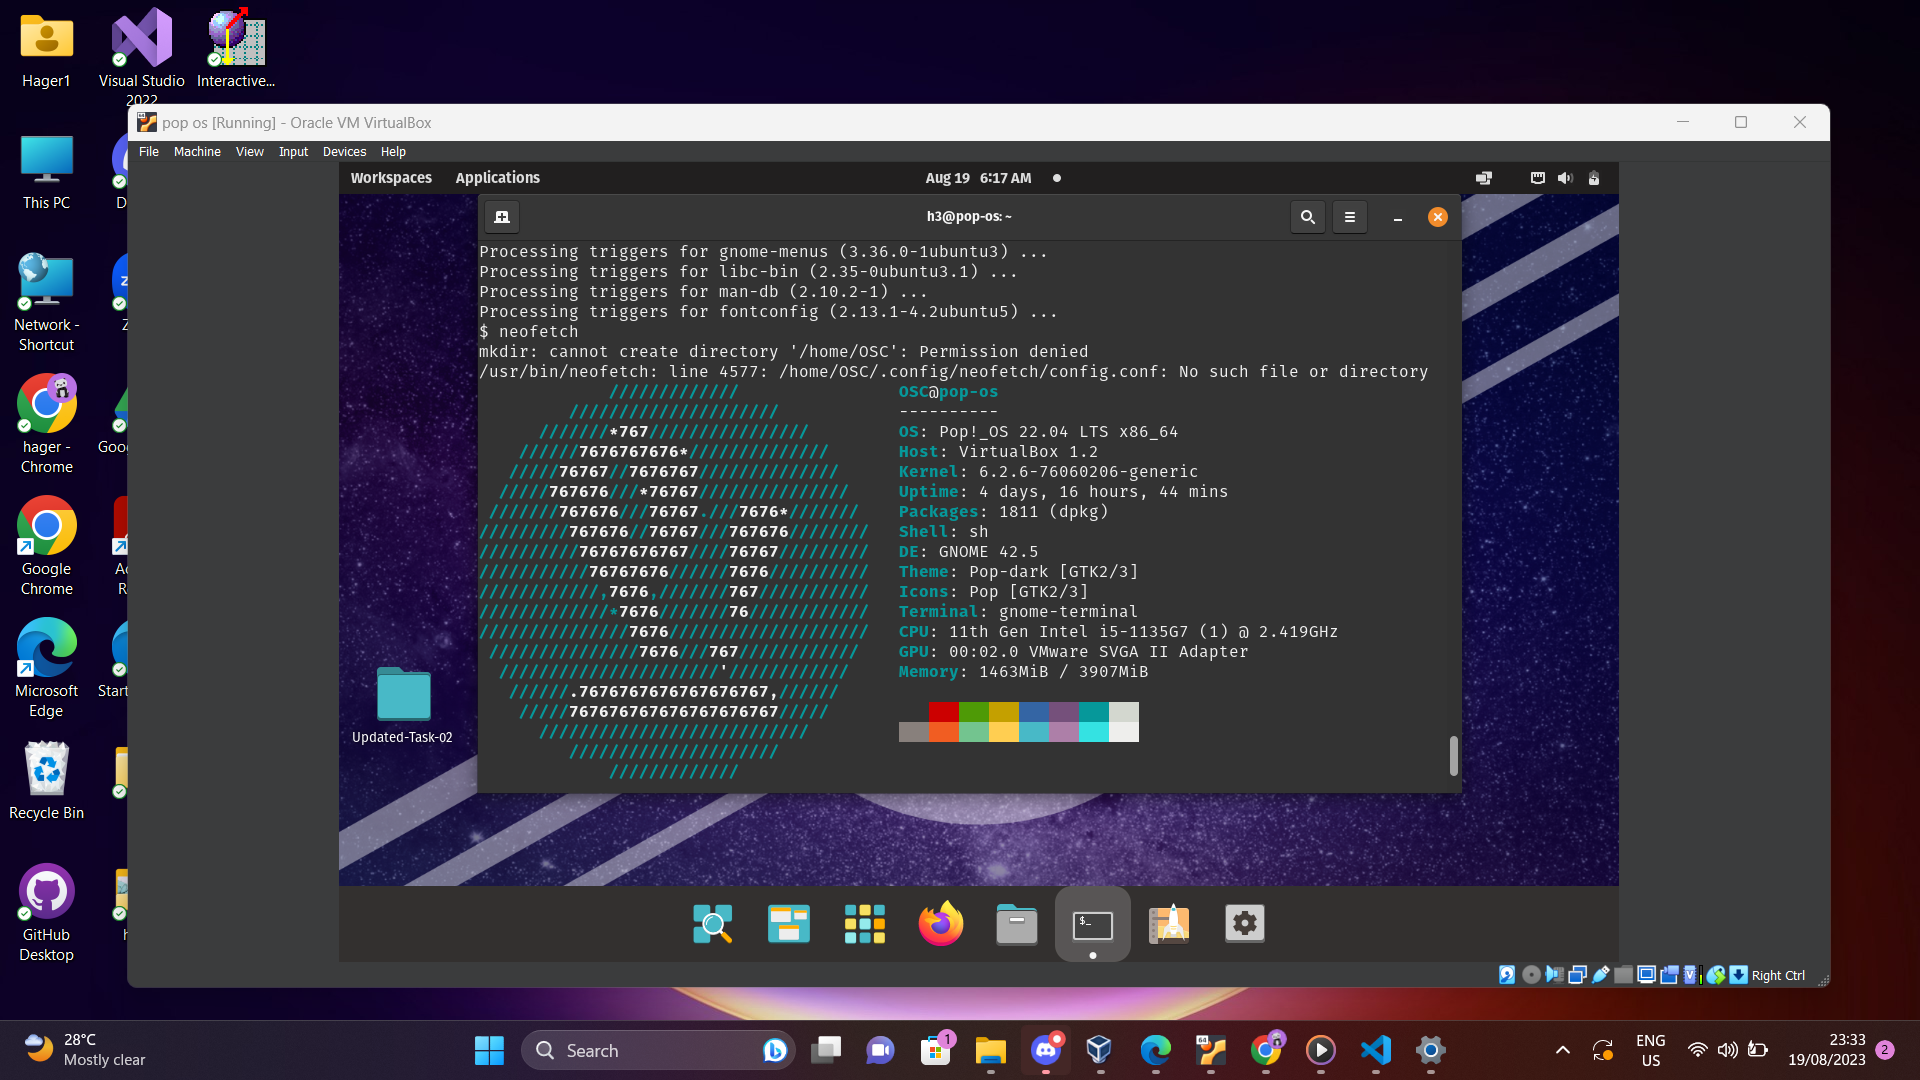 Hager1
Visual Studio
2022
Interactive...
This PC
D
Network -
Shortcut
Z
hager -
Chrome
Goo
Google
Chrome
Ac
R
Microsoft
Edge
Start
Recycle Bin
GitHub
Desktop
h
pop os [Running] - Oracle VM VirtualBox
File Machine View Input Devices Help
Workspaces Applications
Aug 19 6:17 AM
h3@pop-os: ~
Processing triggers for gnome-menus (3.36.0-1ubuntu3) ...
Processing triggers for libc-bin (2.35-0ubuntu3.1) ...
Processing triggers for man-db (2.10.2-1) ...
Processing triggers for fontconfig (2.13.1-4.2ubuntu5) ...
$ neofetch
mkdir: cannot create directory '/home/OSC': Permission denied
/usr/bin/neofetch: line 4577: /home/OSC/.config/neofetch/config.conf: No such file or directory
///////////// OSC@pop-os
///////////////////// ----------
///////*767//////////////// OS: Pop!_OS 22.04 LTS x86_64
//////7676767676*////////////// Host: VirtualBox 1.2
/////76767//7676767////////////// Kernel: 6.2.6-76060206-generic
/////767676///*76767/////////////// Uptime: 4 days, 16 hours, 44 mins
///////767676///76767.///7676*/////// Packages: 1811 (dpkg)
/////////767676//76767///767676//////// Shell: sh
//////////76767676767////76767///////// DE: GNOME 42.5
///////////76767676//////7676////////// Theme: Pop-dark [GTK2/3]
////////////,7676,///////767/////////// Icons: Pop [GTK2/3]
/////////////*7676///////76//////////// Terminal: gnome-terminal
///////////////7676//////////////////// CPU: 11th Gen Intel i5-1135G7 (1) @ 2.419GHz
///////////////7676///767//////////// GPU: 00:02.0 VMware SVGA II Adapter
//////////////////////'//////////// Memory: 1463MiB / 3907MiB
//////.7676767676767676767,//////
/////767676767676767676767/////
///////////////////////////
/////////////////////
/////////////
Updated-Task-02
Right Ctrl
28°C
Mostly clear
Search
64
1
ENG
US
23:33
19/08/2023
2